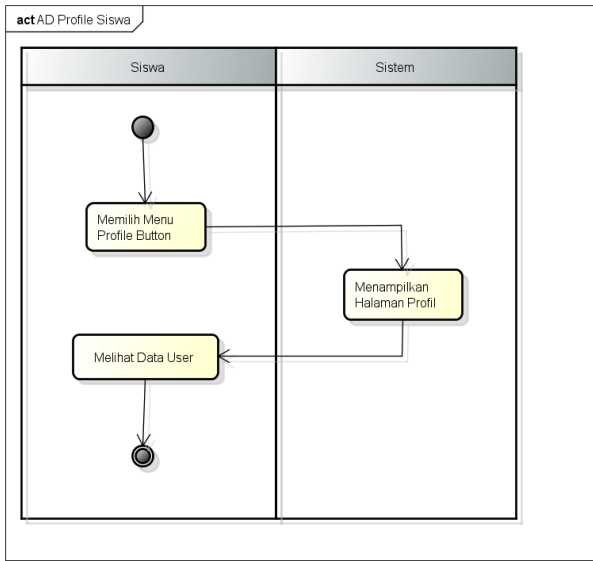 act AD Profile Siswa
Siswa
Sistem
Memilih Menu
Profile Button
Menampilkan
Halaman Profil
Melihat Data User